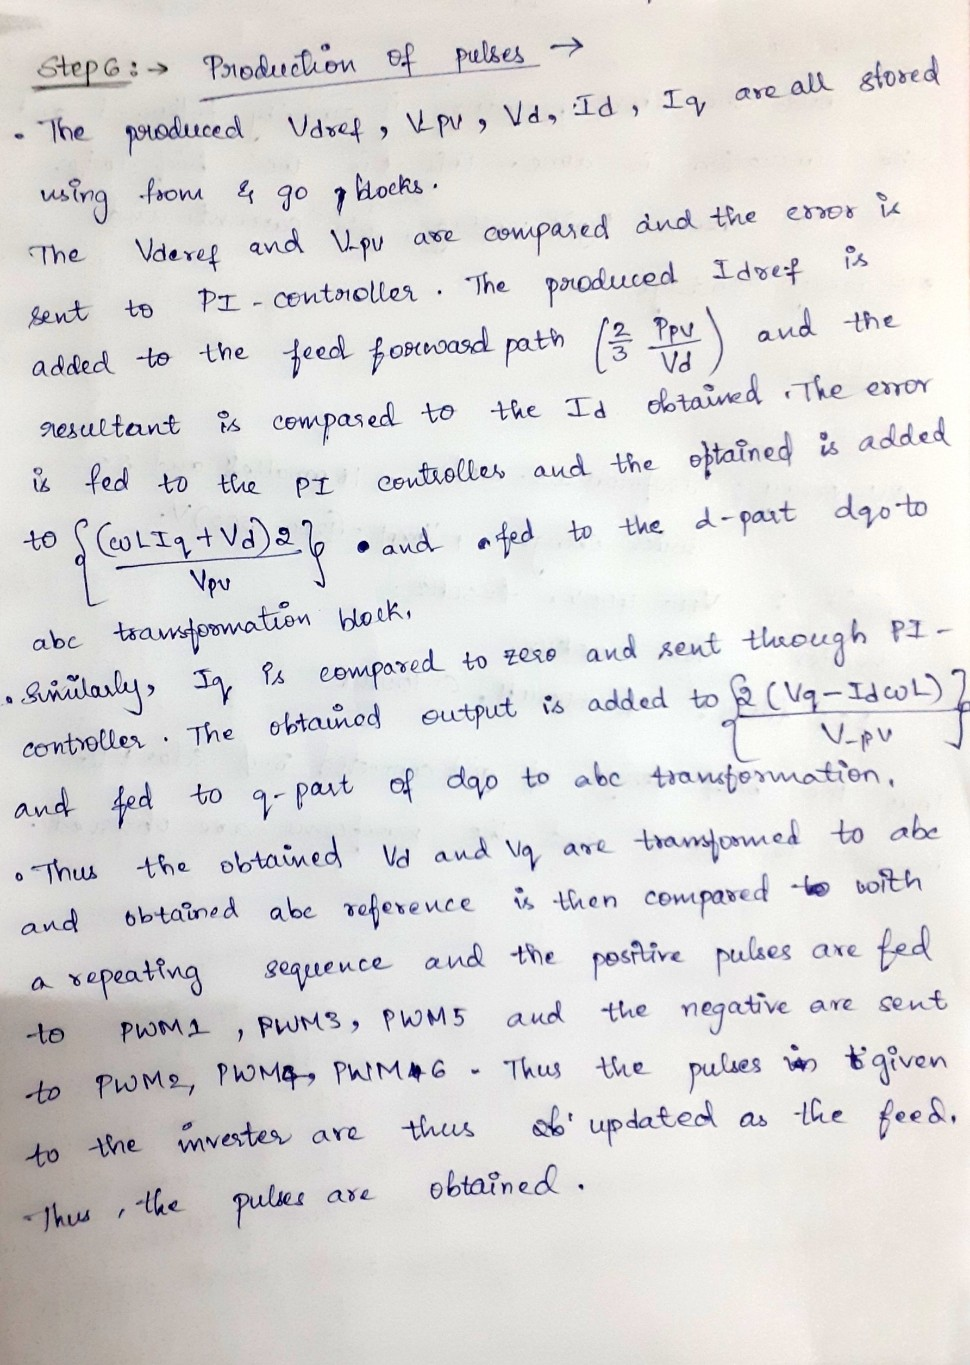 Step 6 : → Production of pulses →
• The produced Vdref, V_pv, Vd, Id, Iq are all stored
using from & go blocks.
The Vderef and V_pv are compared and the error is
sent to PI - controller. The produced Idref is
added to the feed forward path (2/3 Ppv/Vd) and the
resultant is compared to the Id obtained. The error
is fed to the PI controller and the optained is added
to {(ωLIq + Vd)2/Vpv} • and fed to the d-part dqo to
abc transformation block.
• Similarly, Iq is compared to zero and sent through PI -
controller. The obtained output is added to {2 (Vq - IdωL)/V_pv}
and fed to q-part of dqo to abc transformation.
• Thus the obtained Vd and Vq are transformed to abc
and obtained abc reference is then compared with
a repeating sequence and the positive pulses are fed
to PWM1, PWM3, PWM5 and the negative are sent
to PWM2, PWM4, PWM6. Thus the pulses given
to the inverter are thus updated as the feed.
Thus, the pulses are obtained.